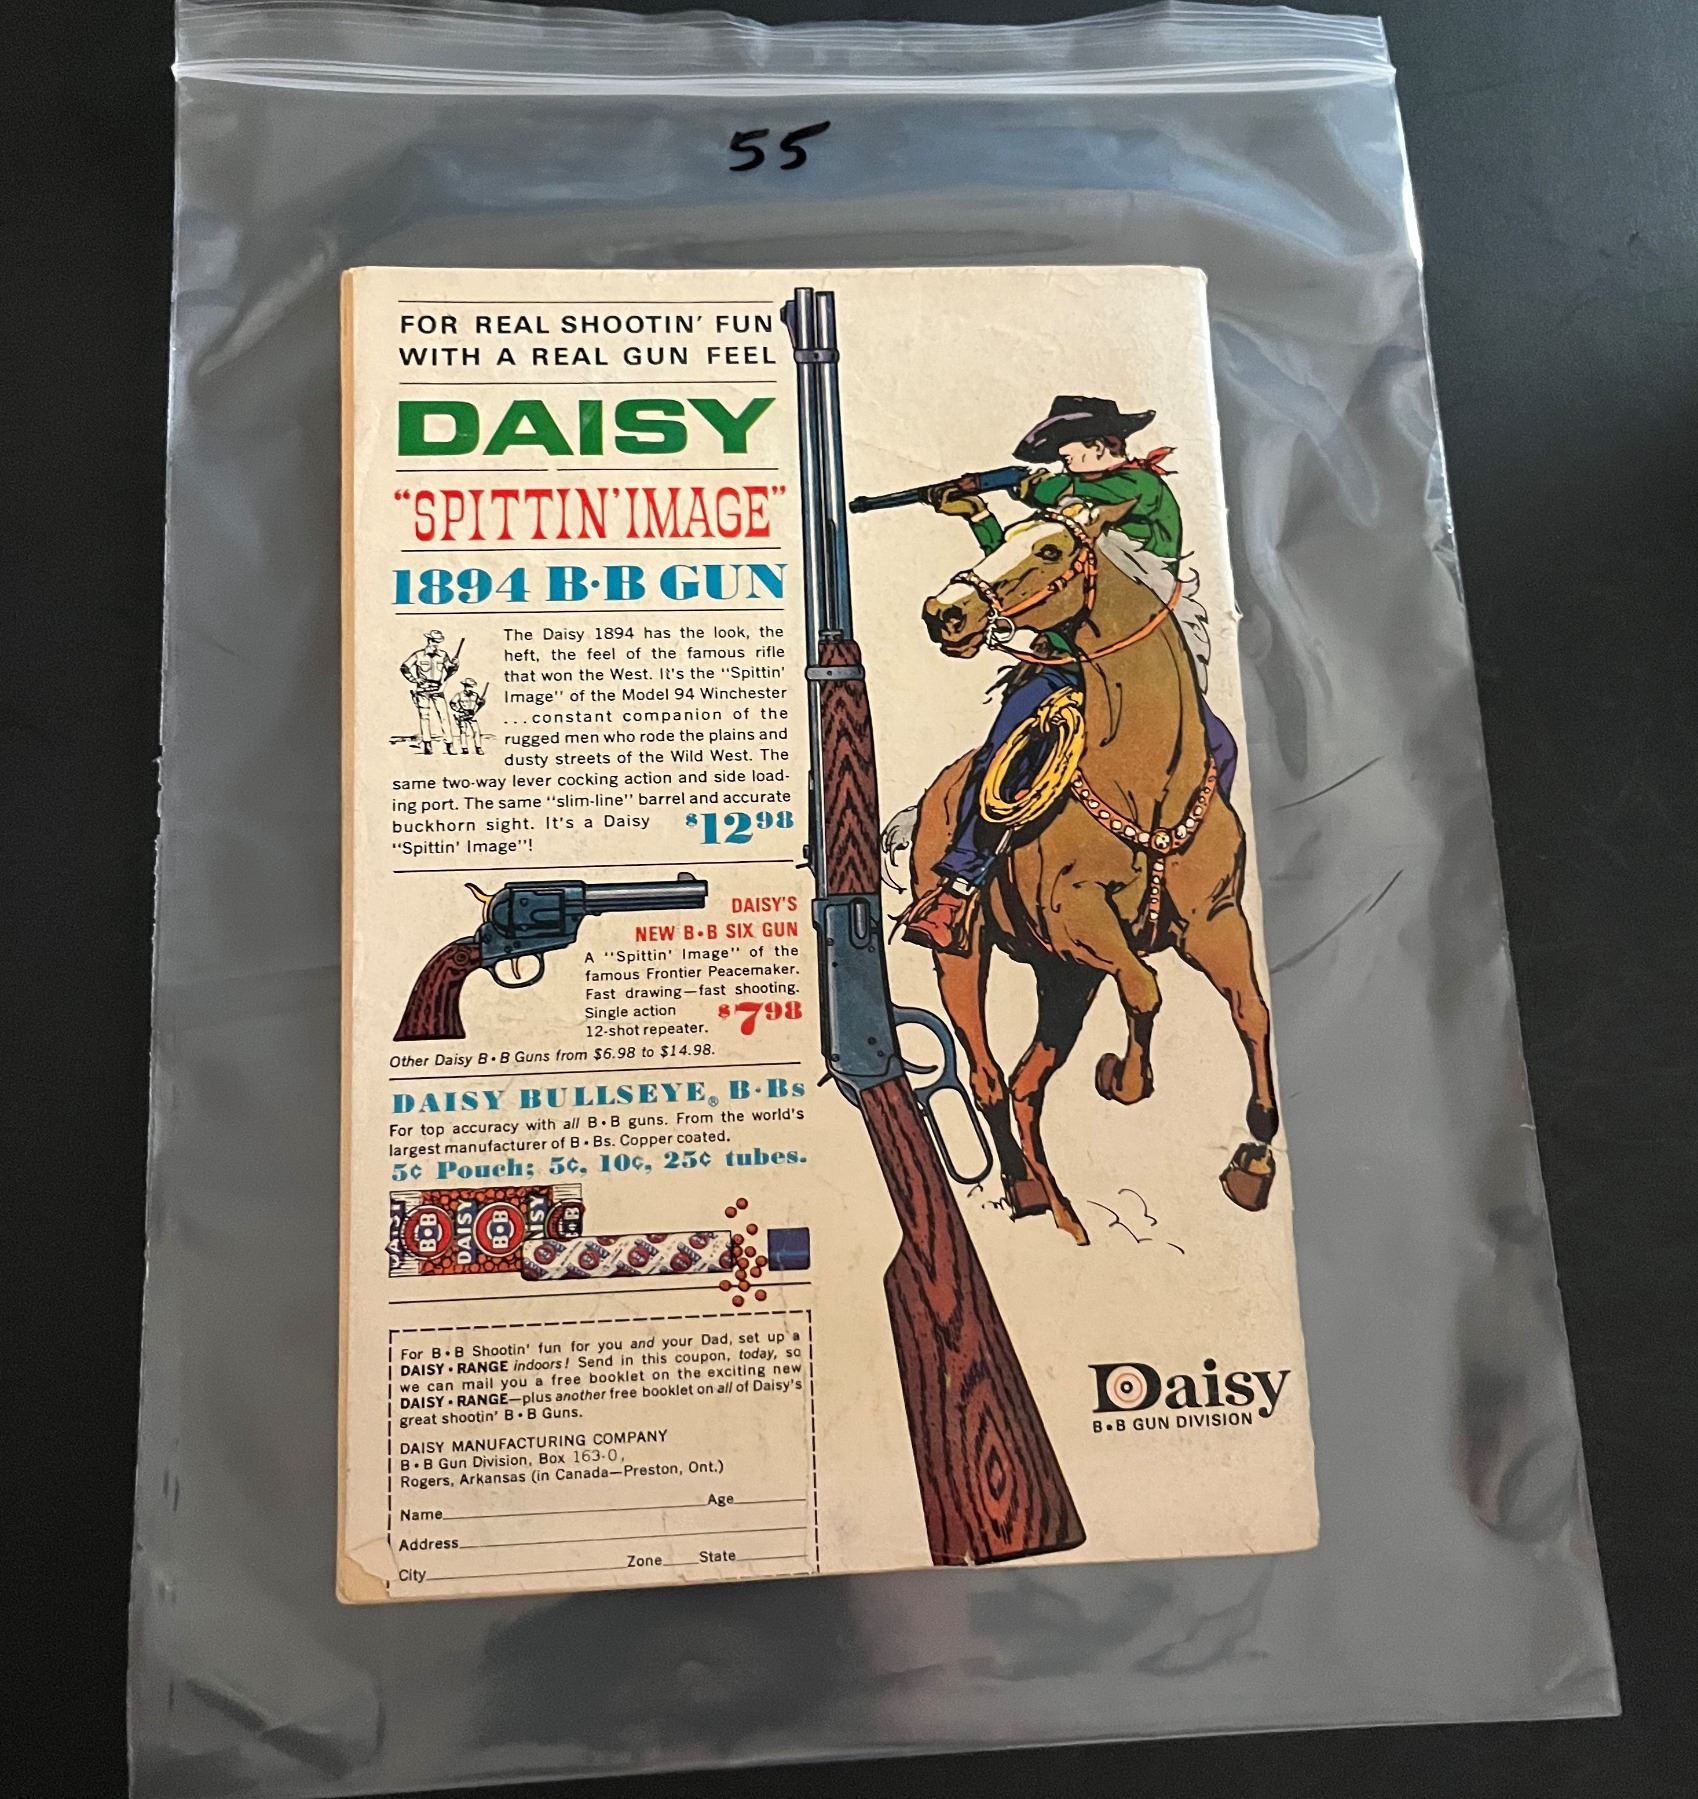 55
FOR REAL SHOOTIN' FUN
WITH A REAL GUN FEEL
DAISY
"SPITTIN' IMAGE"
1894 B•B GUN
The Daisy 1894 has the look, the
heft, the feel of the famous rifle
that won the West. It's the "Spittin'
Image" of the Model 94 Winchester
...constant companion of the
rugged men who rode the plains and
dusty streets of the Wild West. The
same two-way lever cocking action and side load-
ing port. The same "slim-line" barrel and accurate
buckhorn sight. It's a Daisy $12 98
"Spittin' Image"!
DAISY'S
NEW B•B SIX GUN
A "Spittin' Image" of the
famous Frontier Peacemaker.
Fast drawing—fast shooting.
Single action $7 98
12-shot repeater.
Other Daisy B•B Guns from $6.98 to $14.98.
DAISY BULLSEYE® B•Bs
For top accuracy with all B•B guns. From the world's
largest manufacturer of B•Bs. Copper coated.
5¢ Pouch; 5¢, 10¢, 25¢ tubes.
DAISY
B•B
For B•B Shootin' fun for you and your Dad, set up a
DAISY•RANGE indoors! Send in this coupon, today, so
we can mail you a free booklet on the exciting new
DAISY•RANGE—plus another free booklet on all of Daisy's
great shootin' B•B Guns.
DAISY MANUFACTURING COMPANY
B•B Gun Division, Box 163-O,
Rogers, Arkansas (in Canada—Preston, Ont.)
Name Age
Address
City Zone State
Daisy
B•B GUN DIVISION